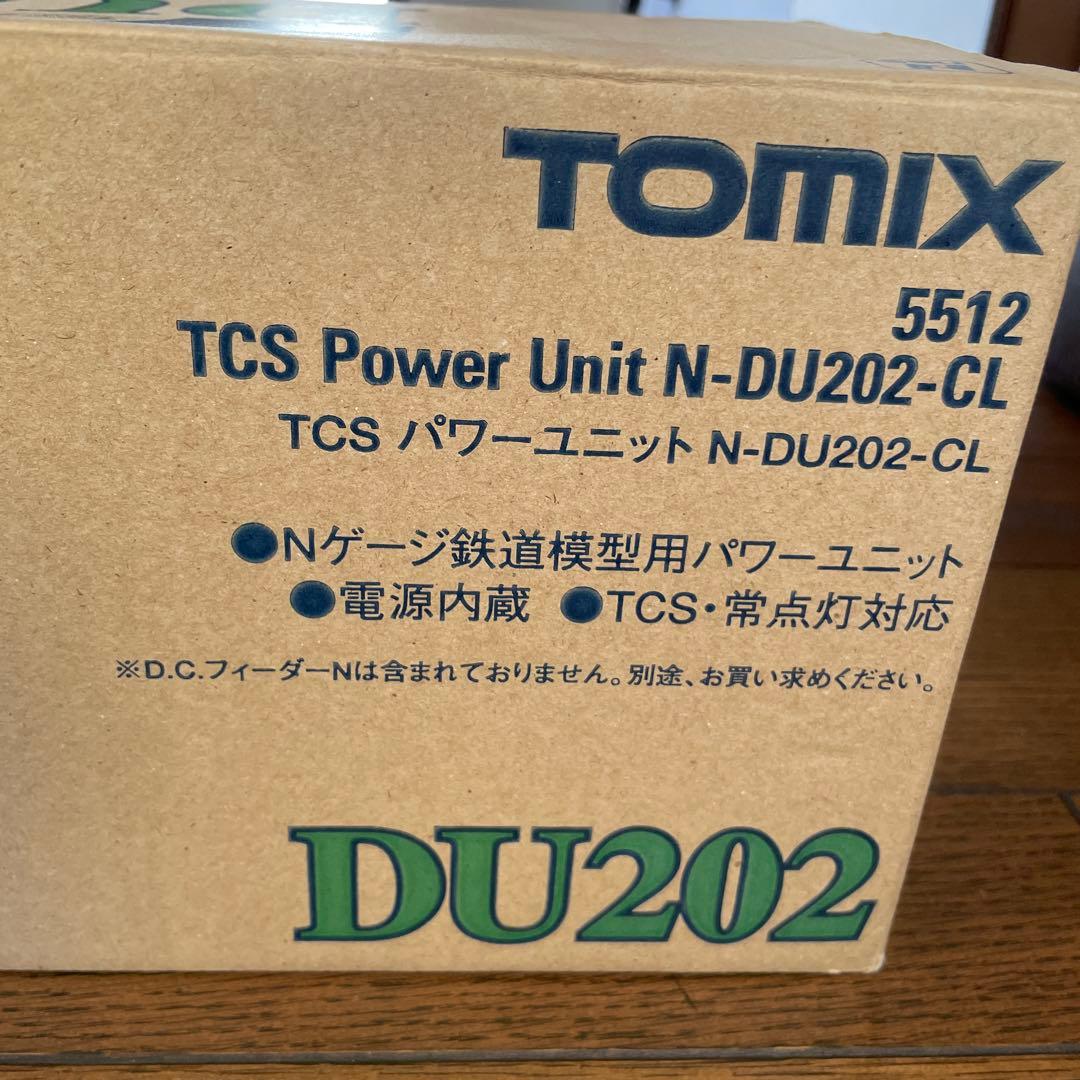 TOMIX
5512
TCS Power Unit N-DU202-CL
TCS パワーユニット N-DU202-CL
●Nゲージ鉄道模型用パワーユニット
●電源内蔵 ●TCS・常点灯対応
※D.C.フィーダーNは含まれておりません。別途、お買い求めください。
DU202